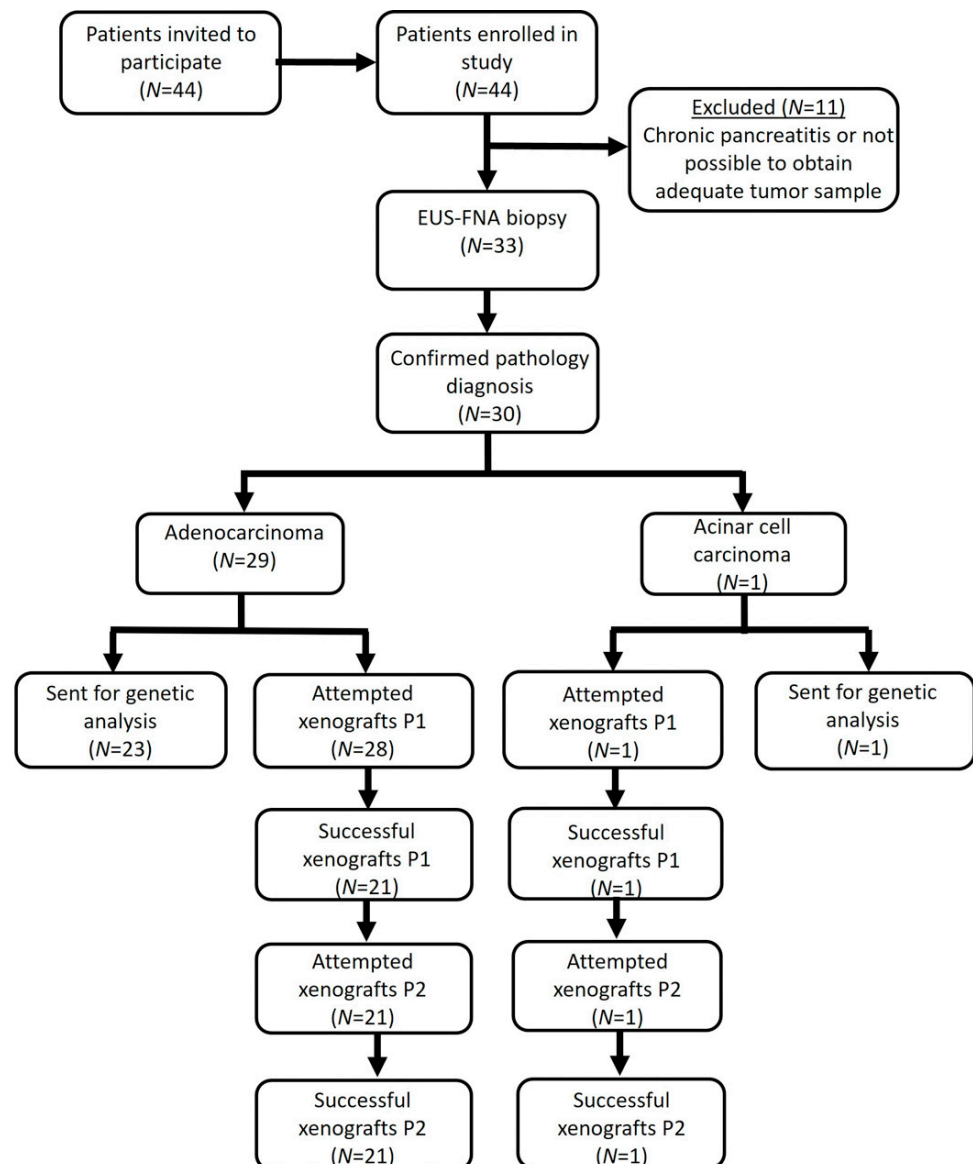 Patients invited to
participate
(N=44)
Patients enrolled in
study
(N=44)
Excluded (N=11)
Chronic pancreatitis or not
possible to obtain
adequate tumor sample
EUS-FNA biopsy
(N=33)
Confirmed pathology
diagnosis
(N=30)
Adenocarcinoma
(N=29)
Acinar cell
carcinoma
(N=1)
Sent for genetic
analysis
(N=23)
Attempted
xenografts P1
(N=28)
Attempted
xenografts P1
(N=1)
Sent for genetic
analysis
(N=1)
Successful
xenografts P1
(N=21)
Successful
xenografts P1
(N=1)
Attempted
xenografts P2
(N=21)
Attempted
xenografts P2
(N=1)
Successful
xenografts P2
(N=21)
Successful
xenografts P2
(N=1)